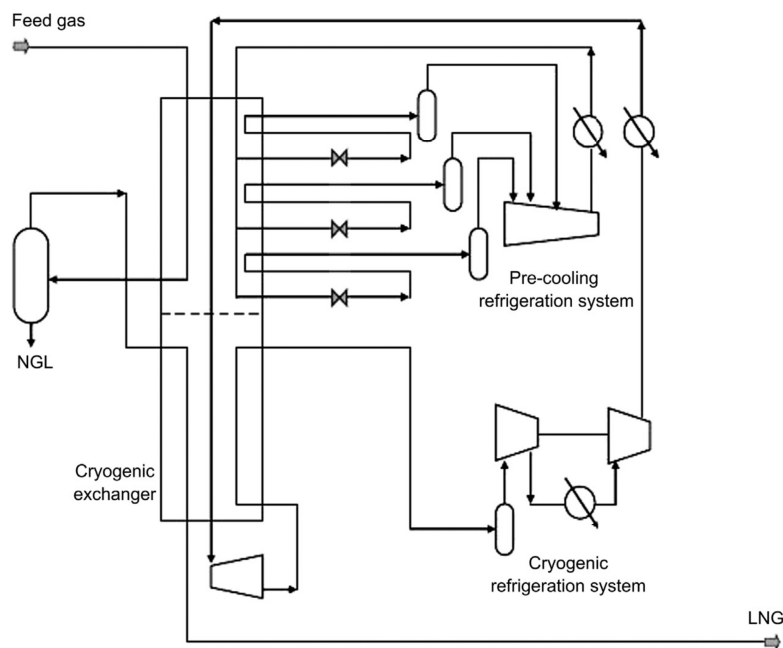 Feed gas
Pre-cooling
refrigeration system
NGL
Cryogenic
exchanger
Cryogenic
refrigeration system
LNG